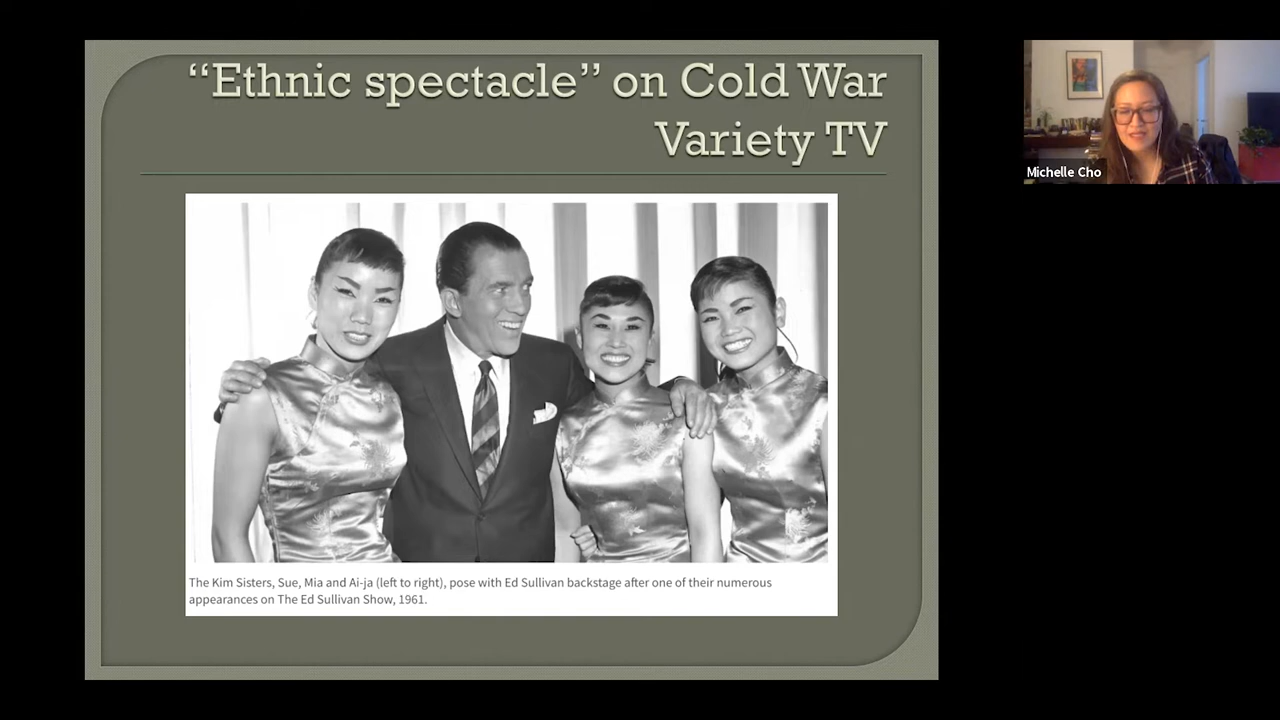 “Ethnic spectacle” on Cold War
Variety TV
Michelle Cho
The Kim Sisters, Sue, Mia and Ai-ja (left to right), pose with Ed Sullivan backstage after one of their numerous
appearances on The Ed Sullivan Show, 1961.